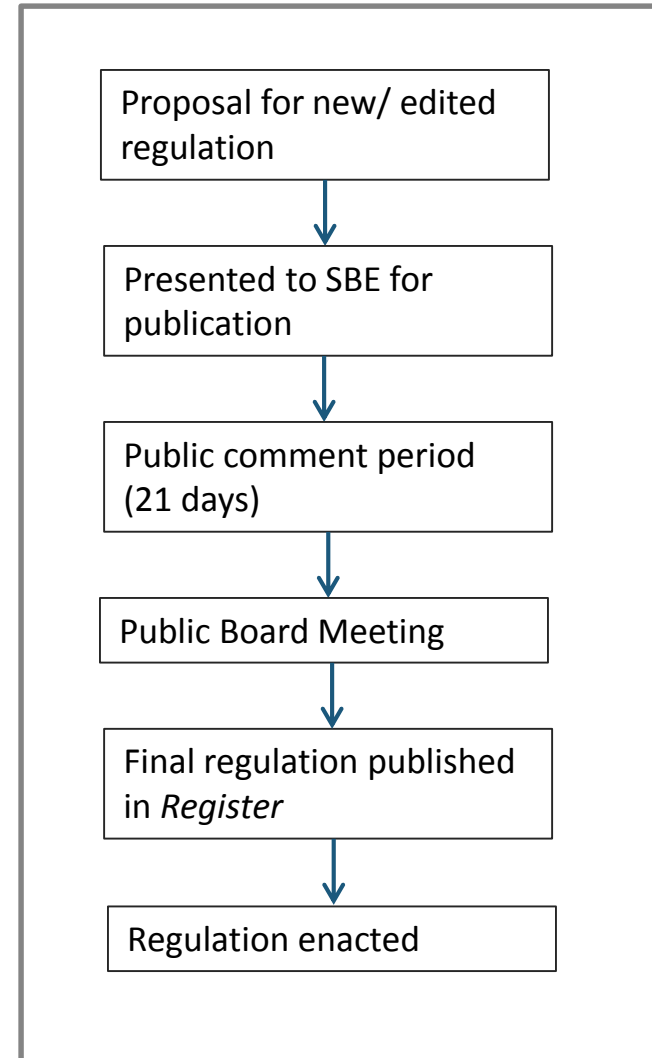 Proposal for new/ edited
regulation
Presented to SBE for
publication
Public comment period
(21 days)
Public Board Meeting
Final regulation published
in Register
Regulation enacted